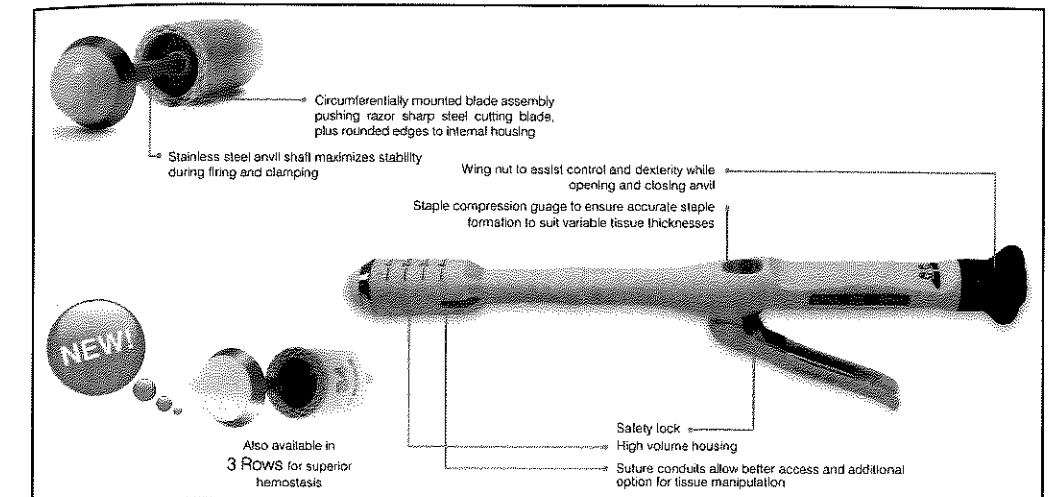 Circumferentially mounted blade assembly
pushing razor sharp steel cutting blade,
plus rounded edges to internal housing
Stainless steel anvil shaft maximizes stability
during firing and clamping
Wing nut to assist control and dexterity while
opening and closing anvil
Staple compression guage to ensure accurate staple
formation to suit variable tissue thicknesses
NEW!
Also available in
3 ROWS for superior
hemostasis
Safety lock
High volume housing
Suture conduits allow better access and additional
option for tissue manipulation